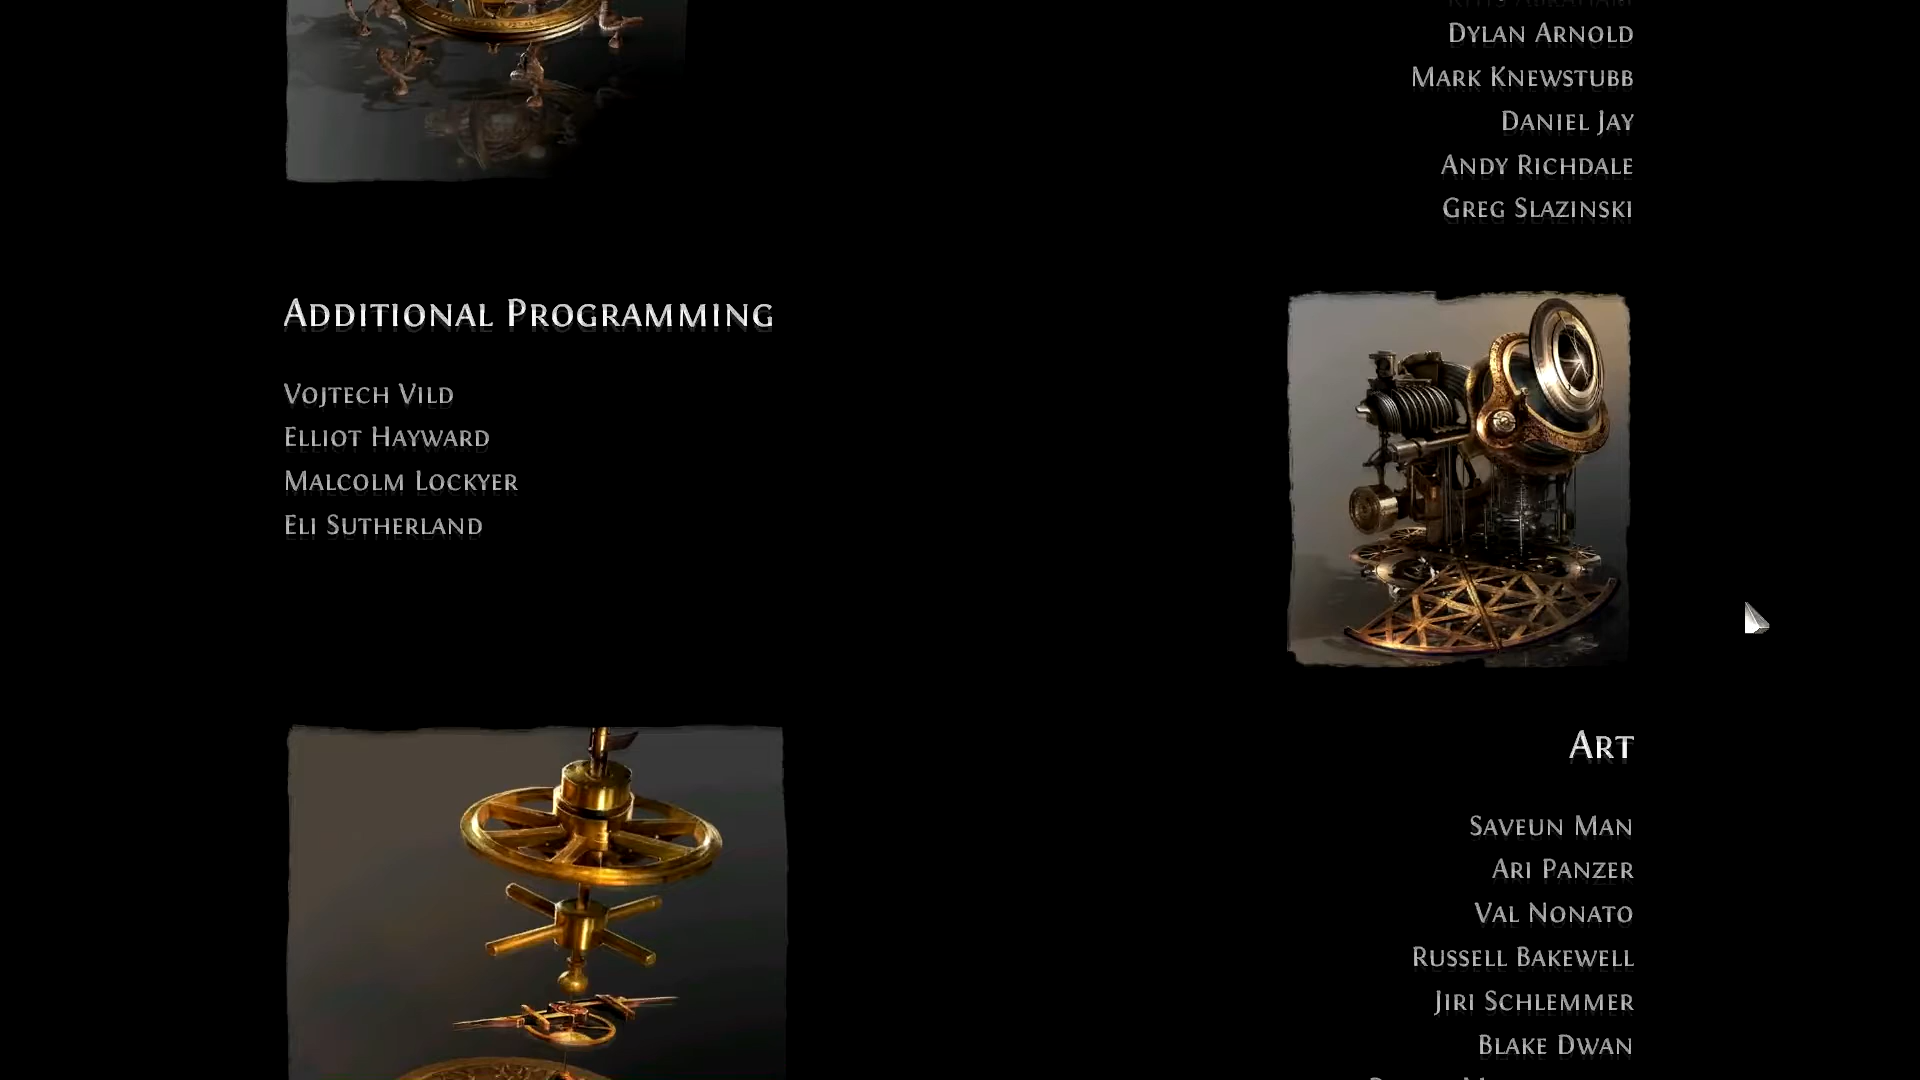 Dylan Arnold
Mark Knewstubb
Daniel Jay
Andy Richdale
Greg Slazinski
Additional Programming
Vojtech Vild
Elliot Hayward
Malcolm Lockyer
Eli Sutherland
Art
Saveun Man
Ari Panzer
Val Nonato
Russell Bakewell
Jiri Schlemmer
Blake Dwan